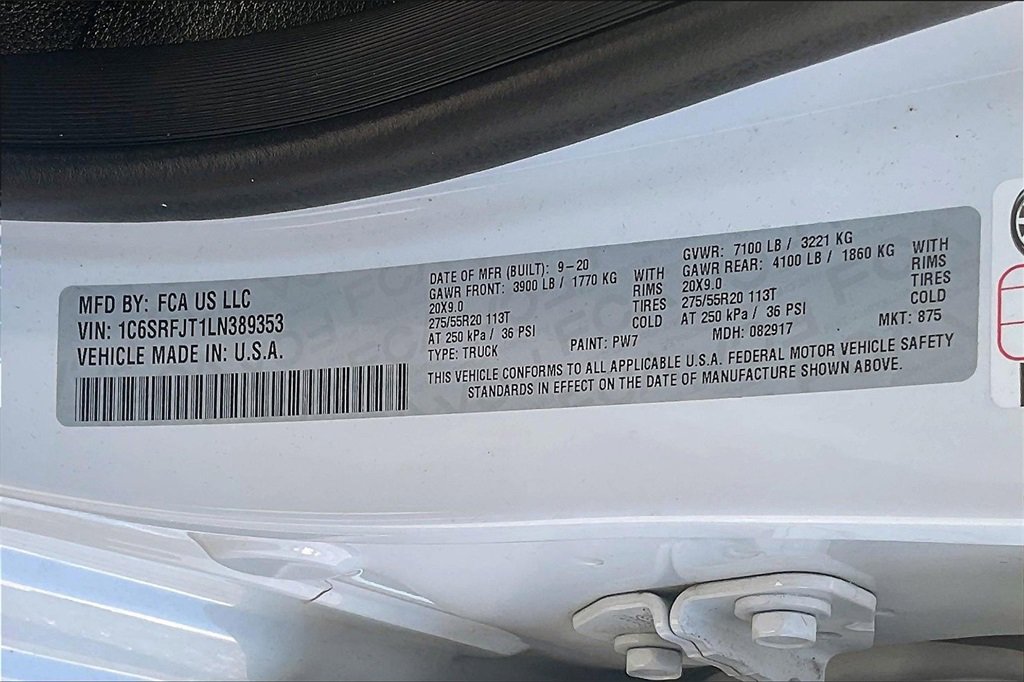 MFD BY: FCA US LLC
VIN: 1C6SRFJT1LN389353
VEHICLE MADE IN: U.S.A.
DATE OF MFR (BUILT): 9-20
GAWR FRONT: 3900 LB / 1770 KG WITH
20X9.0 RIMS
275/55R20 113T TIRES
AT 250 kPa / 36 PSI COLD
TYPE: TRUCK PAINT: PW7
GVWR: 7100 LB / 3221 KG
GAWR REAR: 4100 LB / 1860 KG WITH
20X9.0 RIMS
275/55R20 113T TIRES
AT 250 kPa / 36 PSI COLD
MDH: 082917 MKT: 875
THIS VEHICLE CONFORMS TO ALL APPLICABLE U.S.A. FEDERAL MOTOR VEHICLE SAFETY
STANDARDS IN EFFECT ON THE DATE OF MANUFACTURE SHOWN ABOVE.